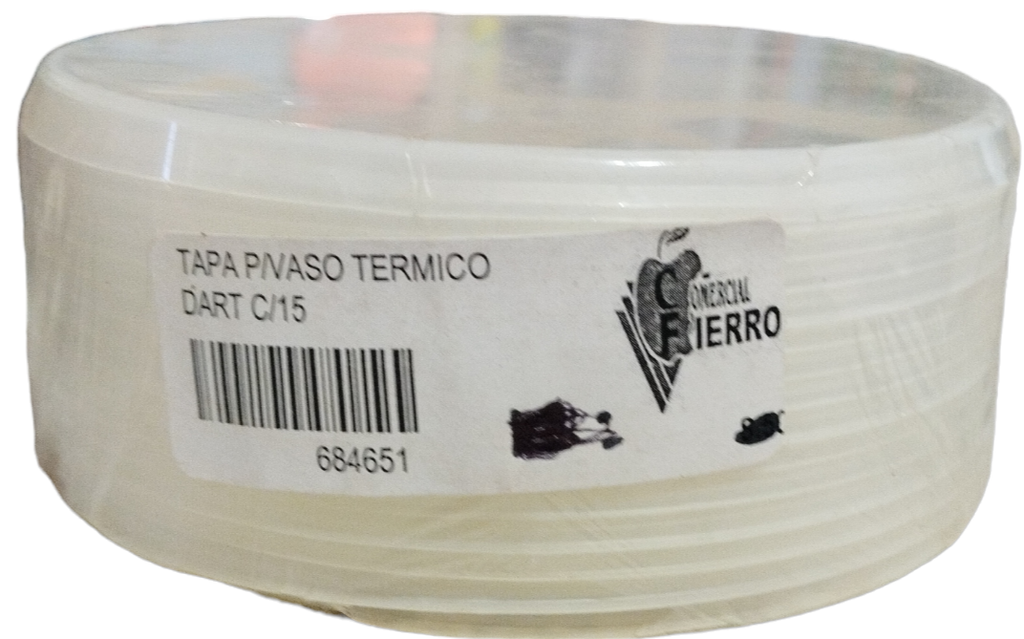 TAPA P/VASO TERMICO
DART C/15
684651
COMERCIAL
FIERRO